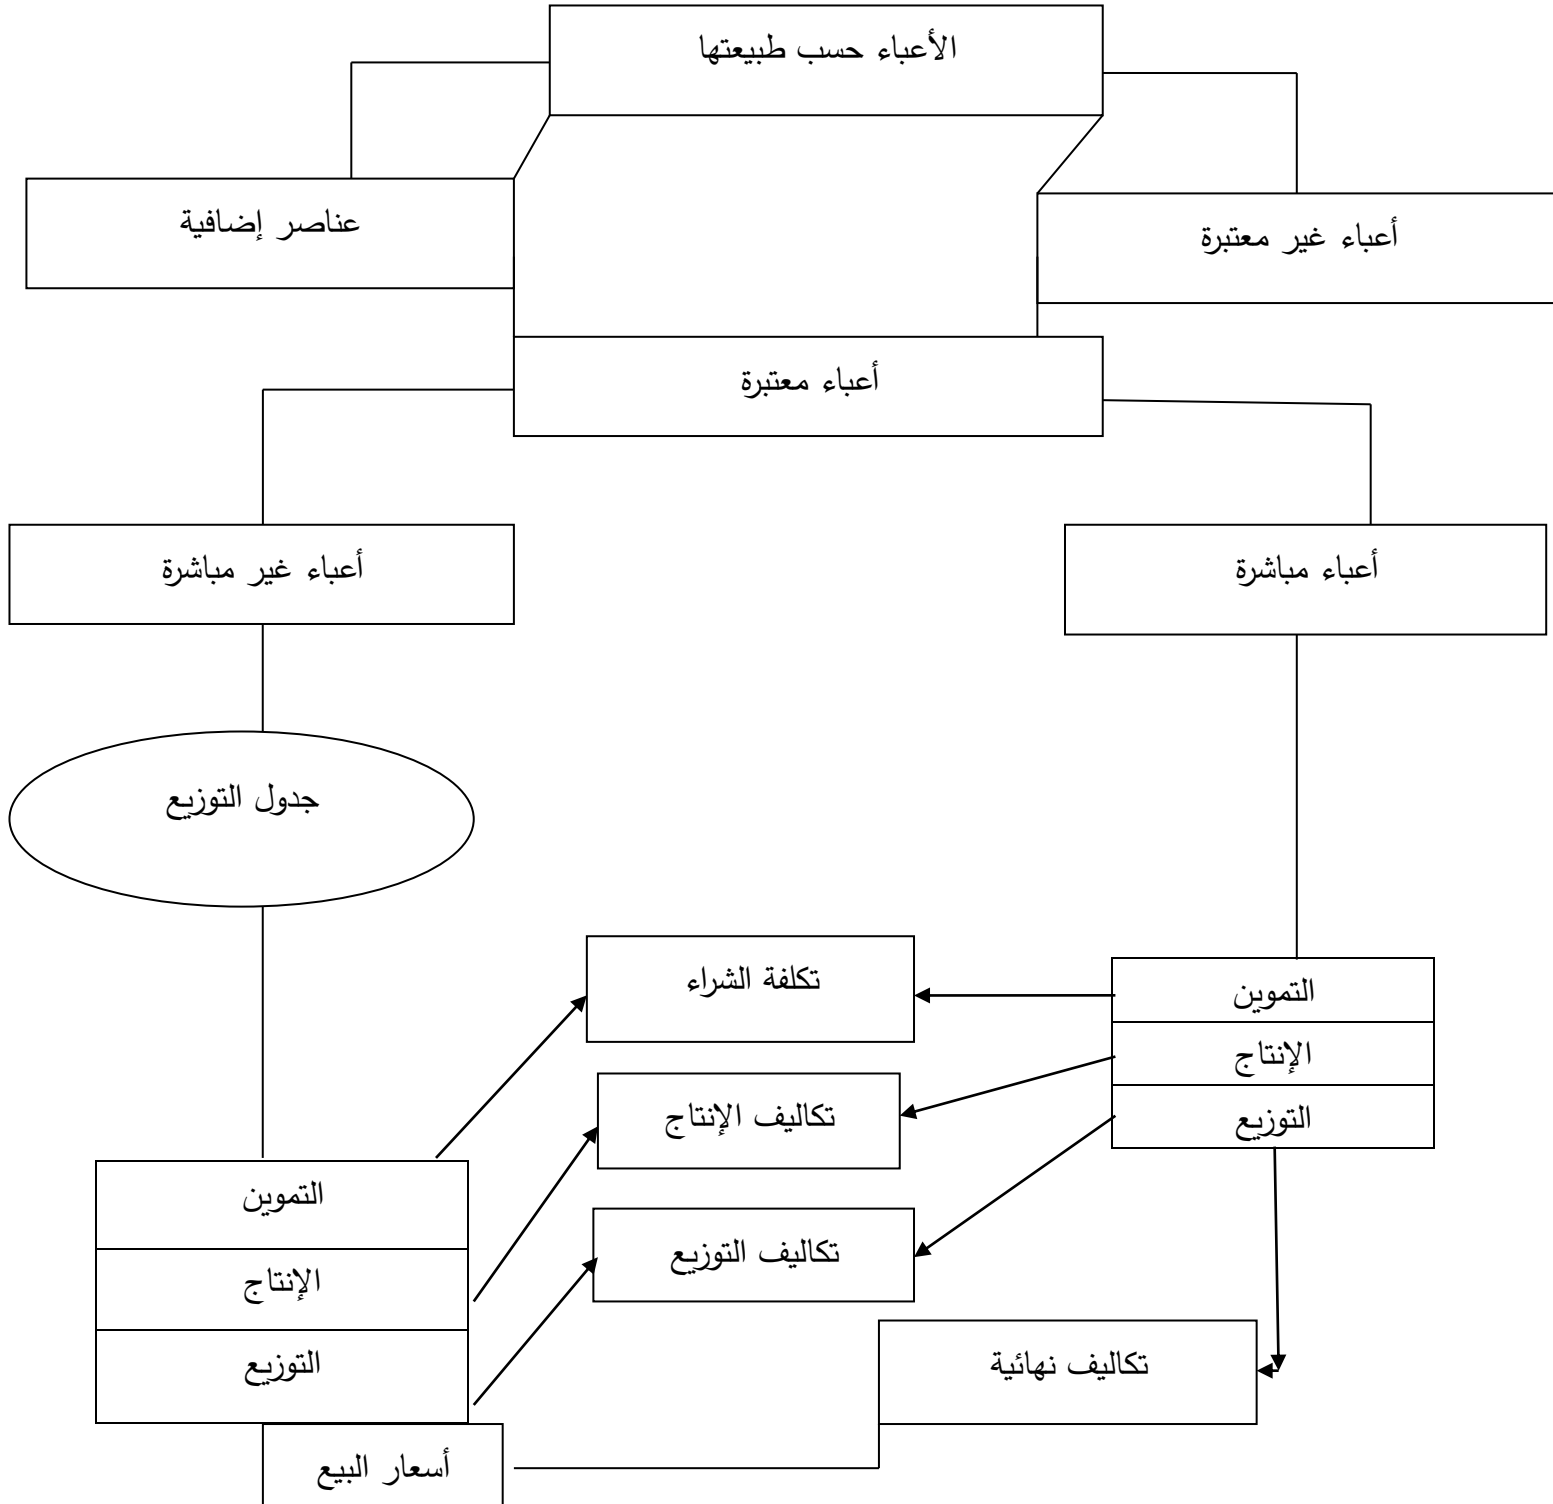 الأعباء حسب طبيعتها
أعباء غير معتبرة
عناصر إضافية
أعباء معتبرة
أعباء مباشرة
أعباء غير مباشرة
جدول التوزيع
تكلفة الشراء
التموين
الإنتاج
التوزيع
تكاليف الإنتاج
تكاليف التوزيع
التموين
الإنتاج
التوزيع
تكاليف نهائية
أسعار البيع